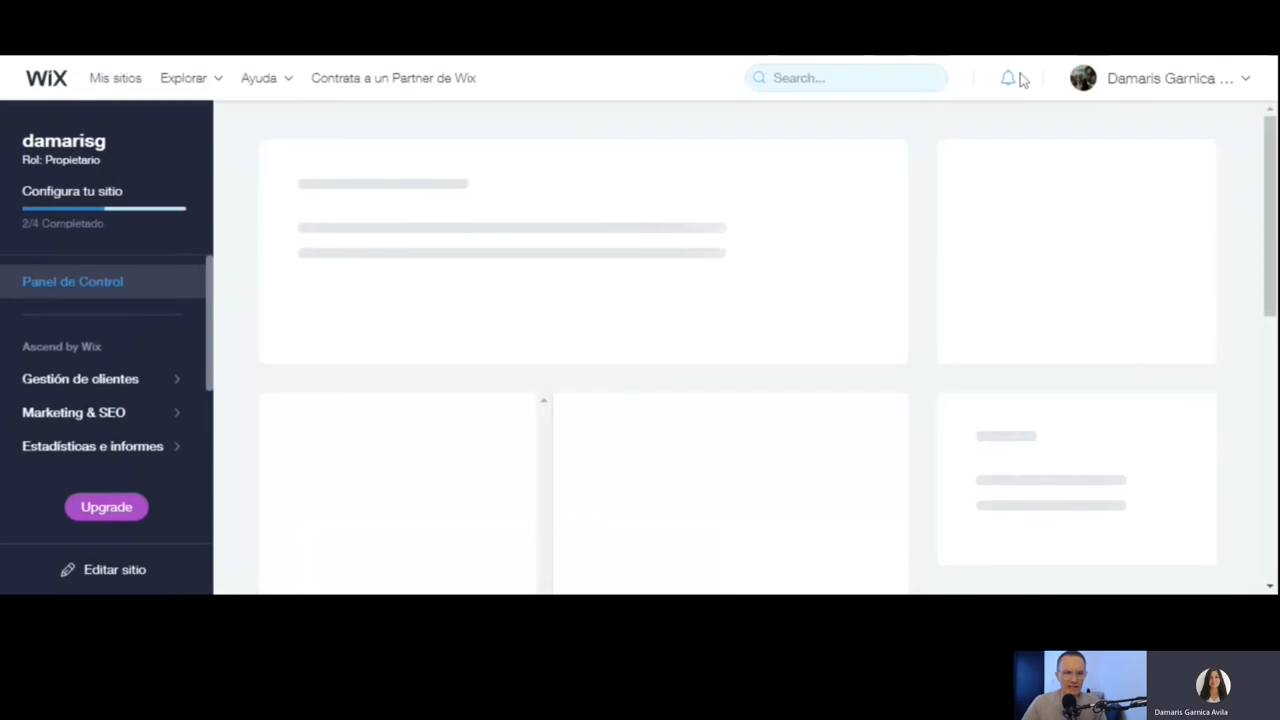 WiX
Mis sitios
Explorar
Ayuda
Contrata a un Partner de Wix
Search...
Damaris Garnica ...
damarisg
Rol: Propietario
Configura tu sitio
2/4 Completado
Panel de Control
Ascend by Wix
Gestión de clientes
Marketing & SEO
Estadísticas e informes
Upgrade
Editar sitio
Damaris Garnica Avila